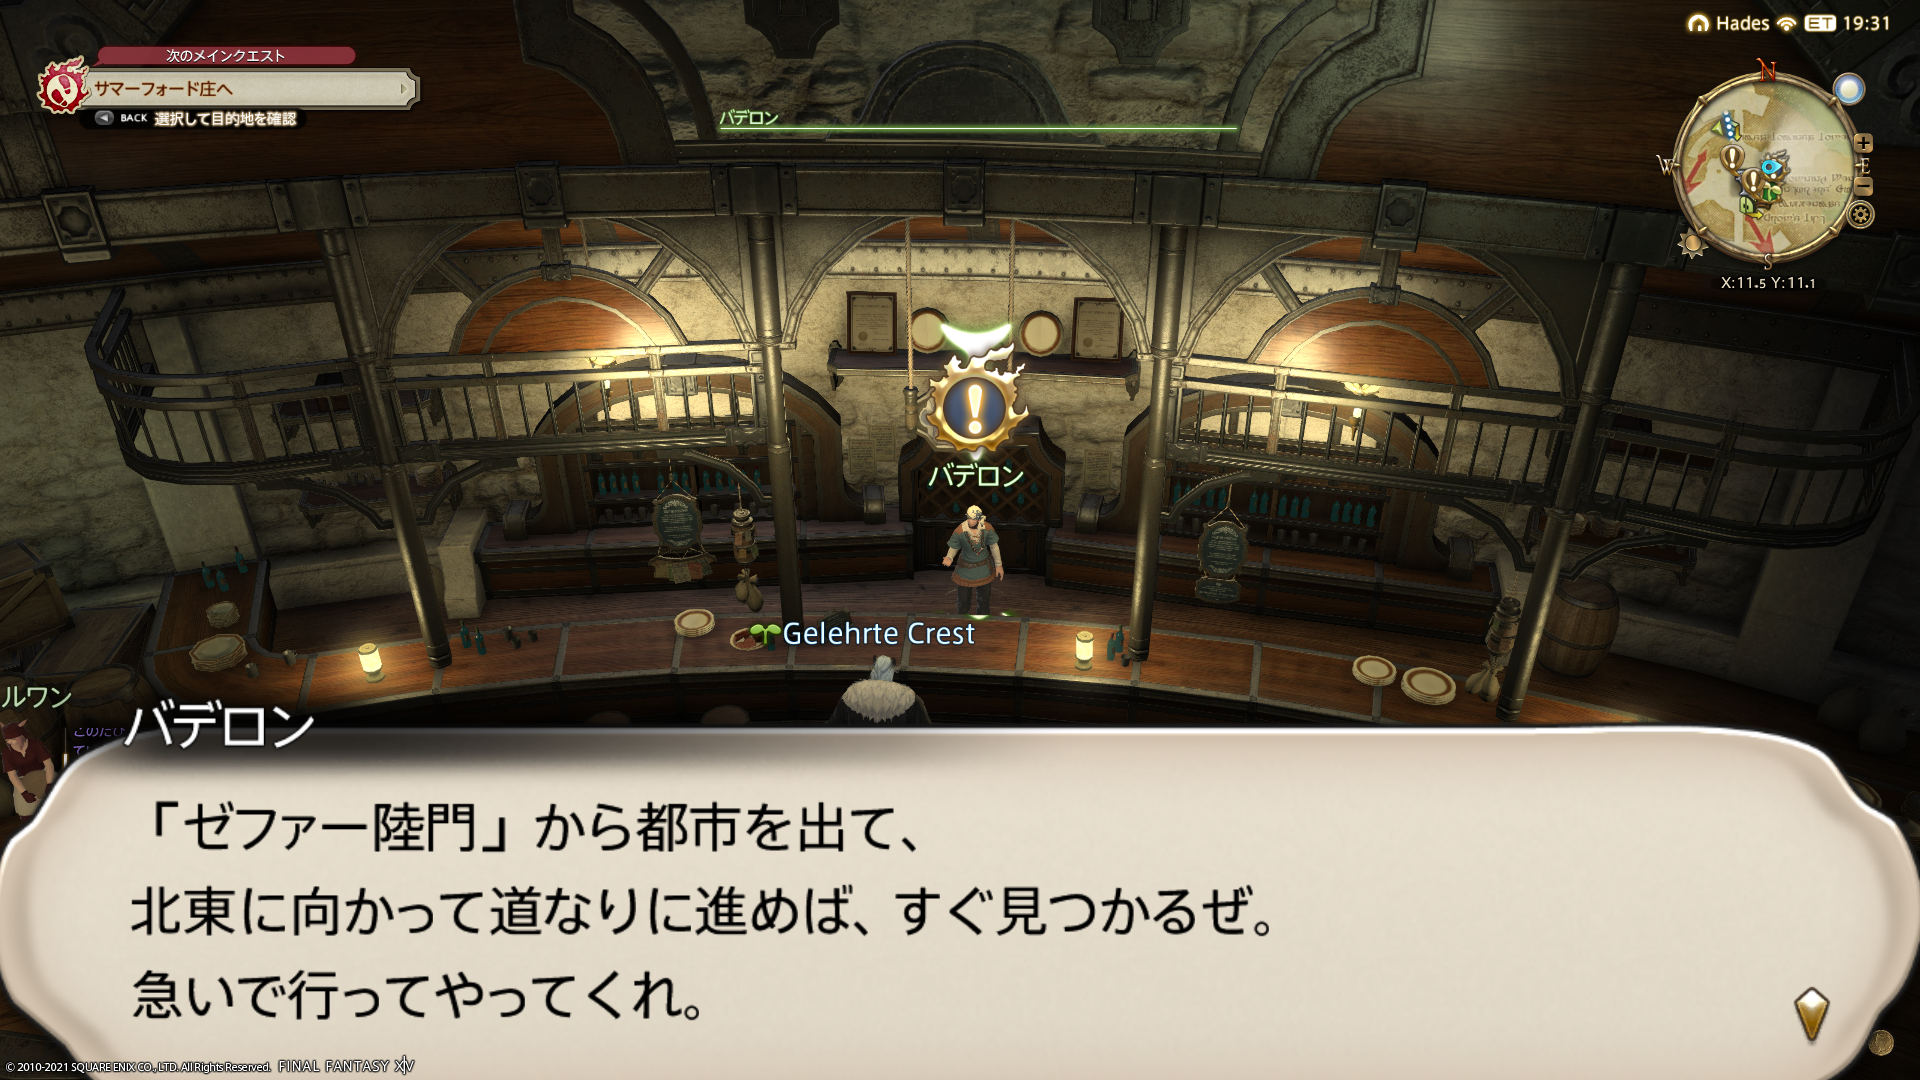 次のメインクエスト
サマーフォード庄へ
BACK 選択して目的地を確認
Hades ET 19:31
N
W
E
S
X:11.5 Y:11.1
バデロン
バデロン
Gelehrte Crest
ルワン
このたび
バデロン
「ゼファー陸門」から都市を出て、
北東に向かって道なりに進めば、すぐ見つかるぜ。
急いで行ってやってくれ。
© 2010-2021 SQUARE ENIX CO., LTD. All Rights Reserved. FINAL FANTASY XIV